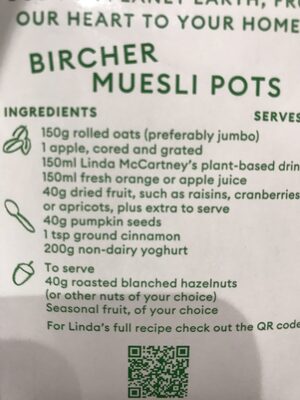 OUR HEART TO YOUR HOME
BIRCHER
MUESLI POTS
INGREDIENTS
SERVES
150g rolled oats (preferably jumbo)
1 apple, cored and grated
150ml Linda McCartney's plant-based drin
150ml fresh orange or apple juice
40g dried fruit, such as raisins, cranberries
or apricots, plus extra to serve
40g pumpkin seeds
1 tsp ground cinnamon
200g non-dairy yoghurt
To serve
40g roasted blanched hazelnuts
(or other nuts of your choice)
Seasonal fruit, of your choice
For Linda's full recipe check out the QR code